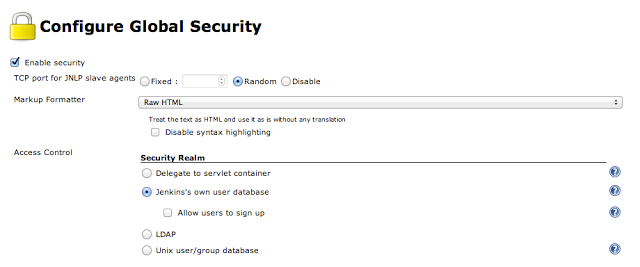 Configure Global Security
Enable security
TCP port for JNLP slave agents Fixed : Random Disable
Markup Formatter Raw HTML
Treat the text as HTML and use it as is without any translation
Disable syntax highlighting
Access Control Security Realm
Delegate to servlet container
Jenkins's own user database
Allow users to sign up
LDAP
Unix user/group database